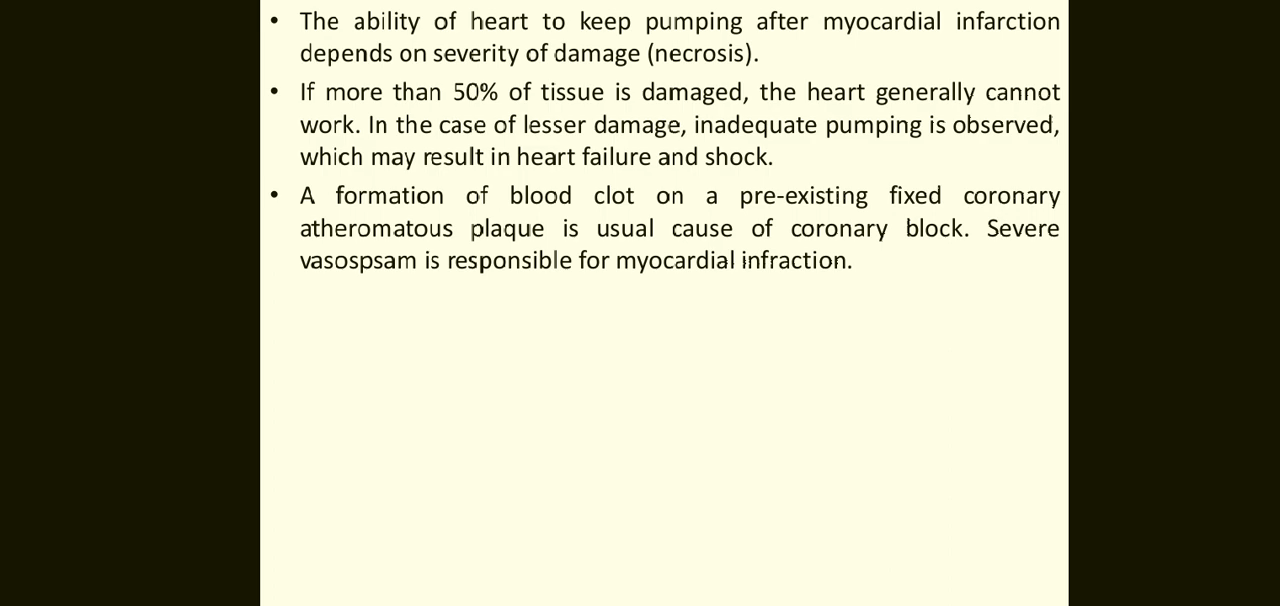 • The ability of heart to keep pumping after myocardial infarction
depends on severity of damage (necrosis).
• If more than 50% of tissue is damaged, the heart generally cannot
work. In the case of lesser damage, inadequate pumping is observed,
which may result in heart failure and shock.
• A formation of blood clot on a pre-existing fixed coronary
atheromatous plaque is usual cause of coronary block. Severe
vasospsam is responsible for myocardial infraction.